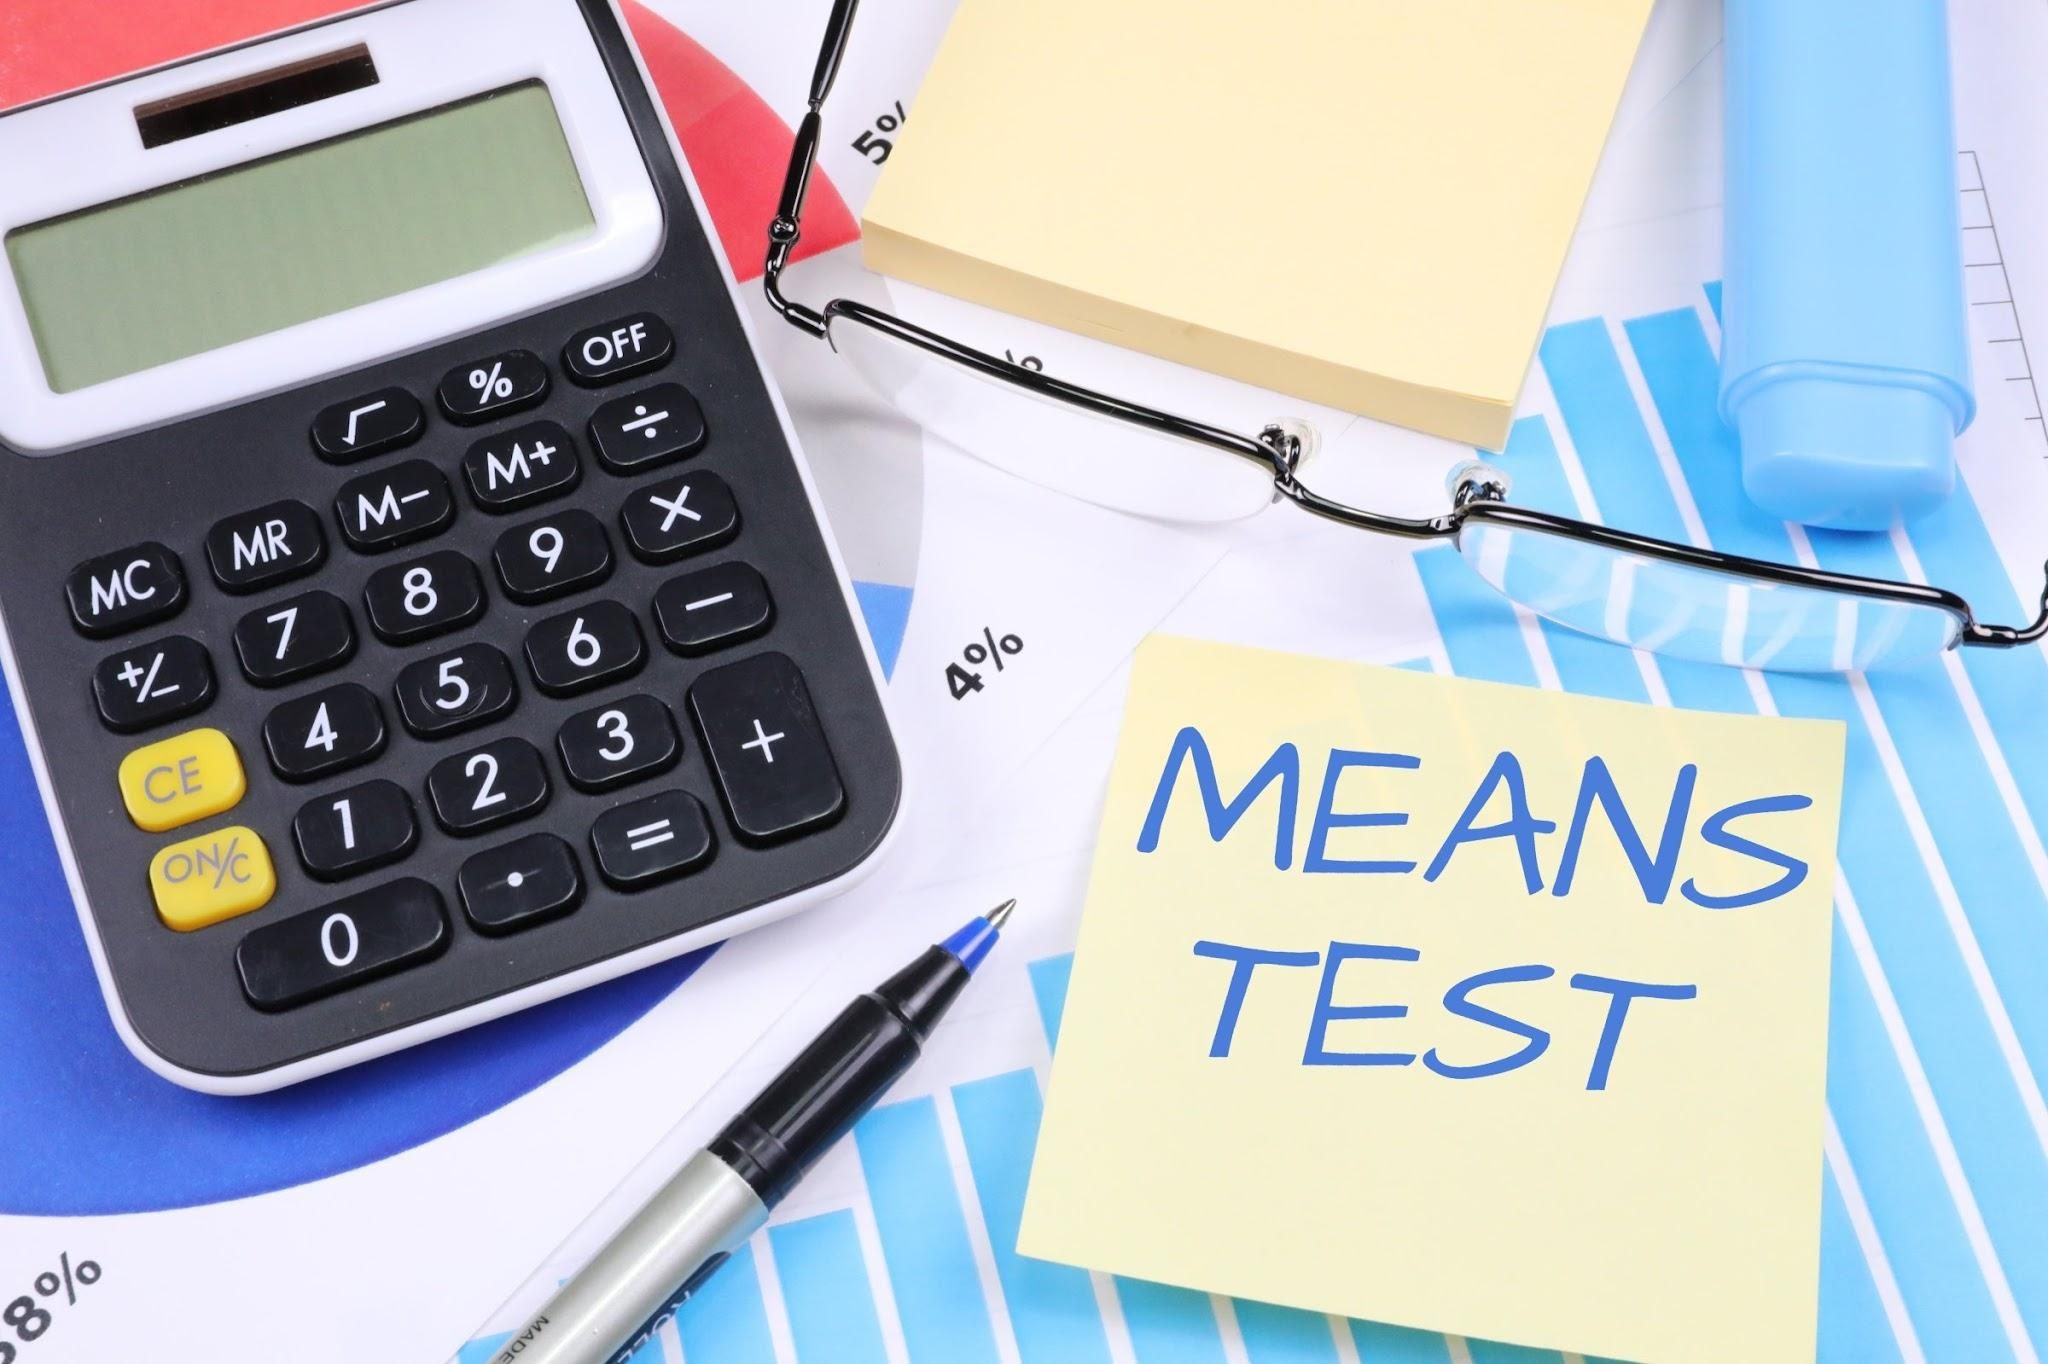 5%
%
OFF
%
√
÷
M+
M−
MR
MC
×
9
8
7
+/−
−
6
5
4
CE
+
3
2
1
ON/C
=
.
0
4%
MEANS
TEST
8%
MADE